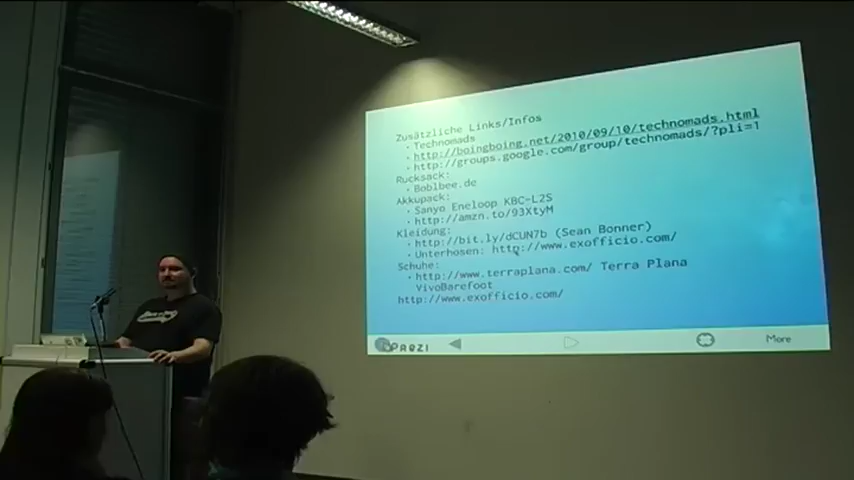 Zusätzliche Links/Infos
• Technomads
• http://boingboing.net/2010/09/10/technomads.html
• http://groups.google.com/group/technomads/?pli=1
Rucksack:
• Boblbee.de
Akkupack:
• Sanyo Eneloop KBC-L2S
• http://amzn.to/93XtyM
Kleidung:
• http://bit.ly/dCUN7b (Sean Bonner)
• Unterhosen: http://www.exofficio.com/
Schuhe:
• http://www.terraplana.com/ Terra Plana
VivoBarefoot
http://www.exofficio.com/
PREZI
More